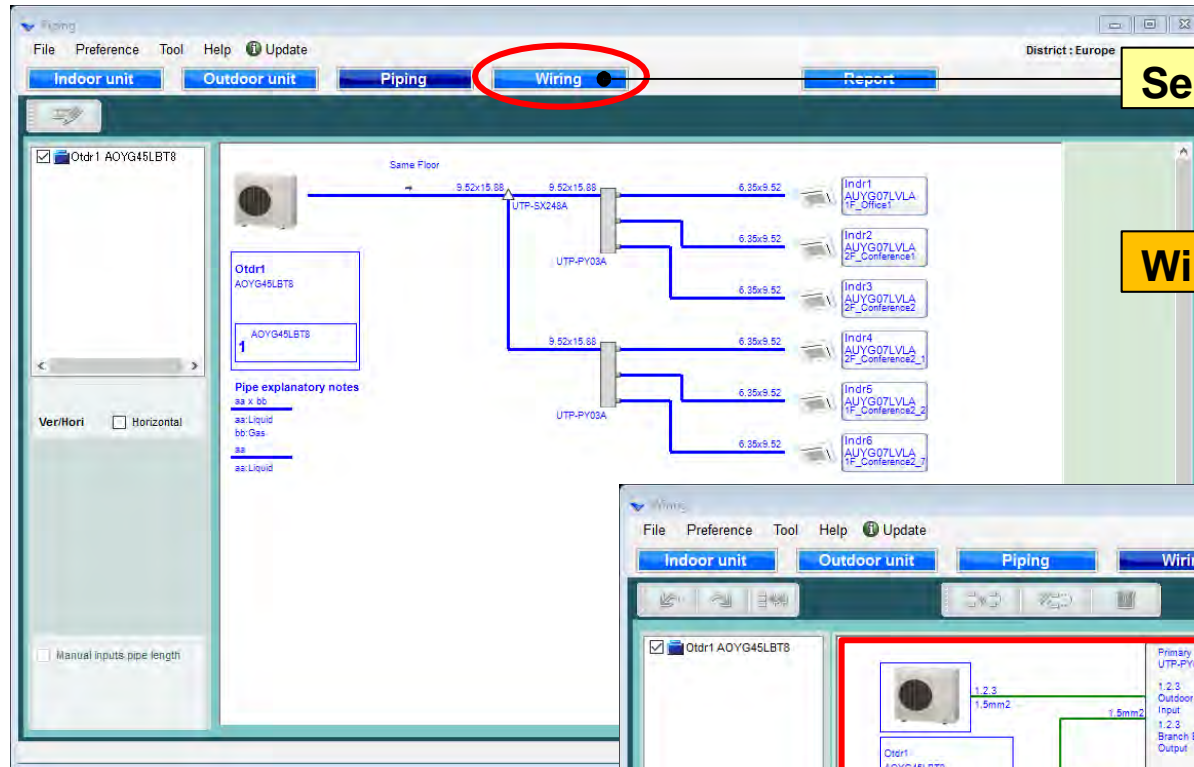 Piping
File Preference Tool Help Update
District : Europe
Indoor unit Outdoor unit Piping Wiring Report
Se
Otdr1 AOYG45LBT8
Same Floor
9.52x15.88 9.52x15.88 6.35x9.52
UTP-SX248A
Indr1
AUYG07LVLA
1F_Office1
6.35x9.52
Indr2
AUYG07LVLA
2F_Conference1
UTP-PY03A
Wi
Otdr1
AOYG45LBT8
6.35x9.52
Indr3
AUYG07LVLA
2F_Conference2
AOYG45LBT8
1
9.52x15.88 6.35x9.52
Indr4
AUYG07LVLA
2F_Conference2_1
Pipe explanatory notes
aa x bb
aa:Liquid
bb:Gas
aa
aa:Liquid
6.35x9.52
Indr5
AUYG07LVLA
1F_Conference2_2
UTP-PY03A
Ver/Hori Horizontal
6.35x9.52
Indr6
AUYG07LVLA
1F_Conference2_7
Manual inputs pipe length
Wiring
File Preference Tool Help Update
Indoor unit Outdoor unit Piping Wirin
Otdr1 AOYG45LBT8
1.2.3
1.5mm2
1.5mm2
Primary
UTP-PY
1.2.3
Outdoor
Input
1.2.3
Branch B
Output
Otdr1